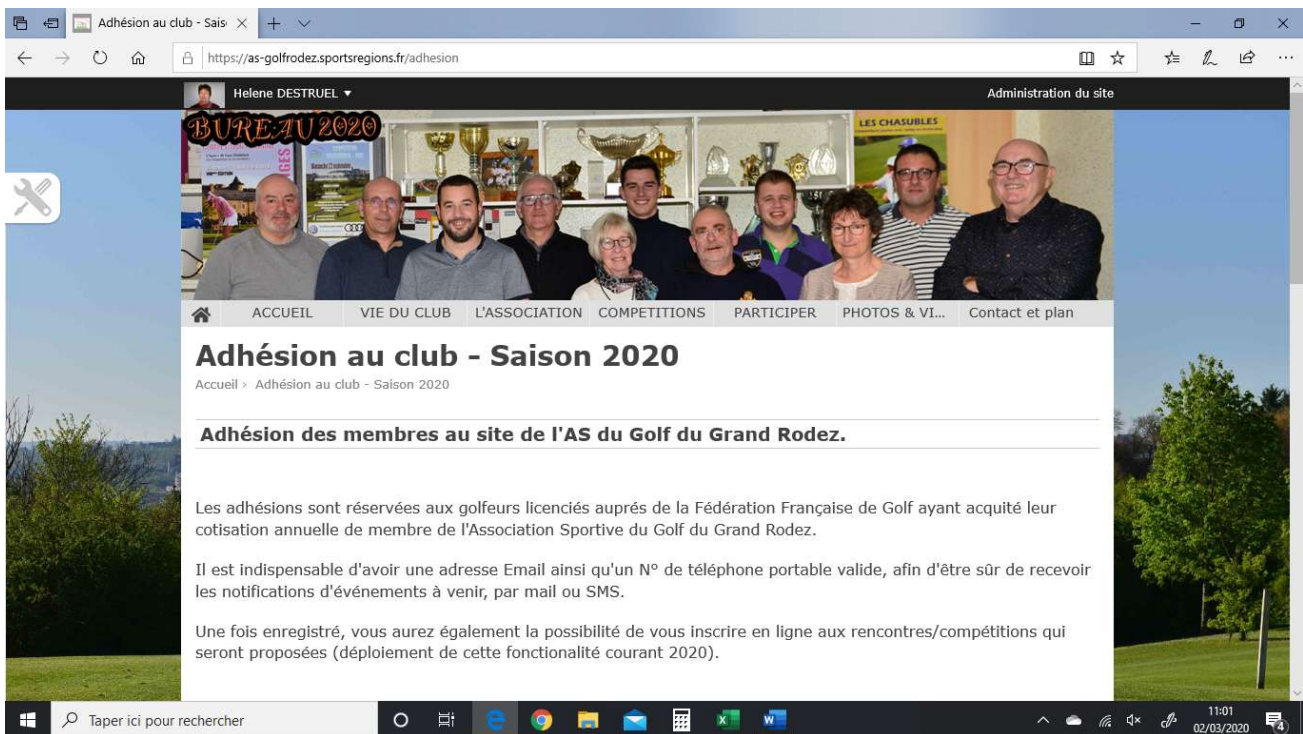 Adhésion au club - Sais
https://as-golfrodez.sportsregions.fr/adhesion
Helene DESTRUEL
Administration du site
BUREAU 2020
LES CHASUBLES
ACCUEIL VIE DU CLUB L'ASSOCIATION COMPETITIONS PARTICIPER PHOTOS & VI... Contact et plan
Adhésion au club - Saison 2020
Accueil › Adhésion au club - Saison 2020
Adhésion des membres au site de l'AS du Golf du Grand Rodez.
Les adhésions sont réservées aux golfeurs licenciés auprés de la Fédération Française de Golf ayant acquité leur
cotisation annuelle de membre de l'Association Sportive du Golf du Grand Rodez.
Il est indispensable d'avoir une adresse Email ainsi qu'un N° de téléphone portable valide, afin d'être sûr de recevoir
les notifications d'événements à venir, par mail ou SMS.
Une fois enregistré, vous aurez également la possibilité de vous inscrire en ligne aux rencontres/compétitions qui
seront proposées (déploiement de cette fonctionalité courant 2020).
Taper ici pour rechercher
11:01
02/03/2020
4